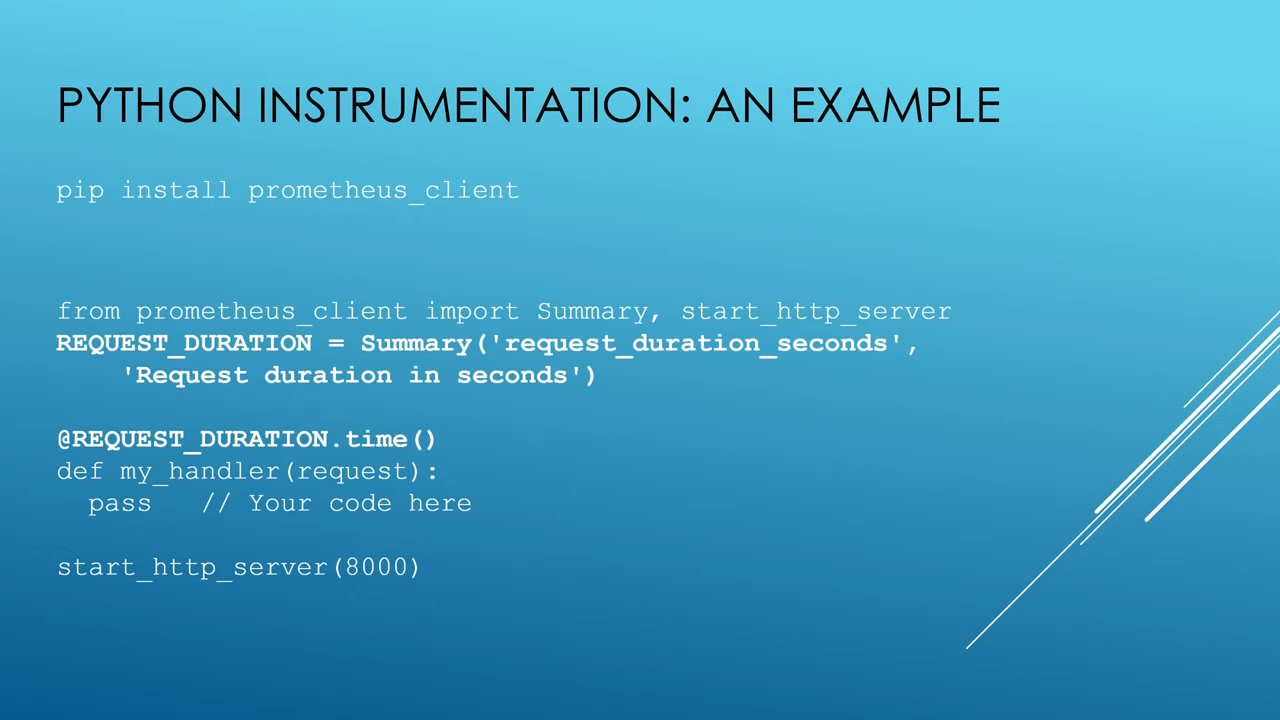 PYTHON INSTRUMENTATION: AN EXAMPLE
pip install prometheus_client
from prometheus_client import Summary, start_http_server
REQUEST_DURATION = Summary('request_duration_seconds',
    'Request duration in seconds')
@REQUEST_DURATION.time()
def my_handler(request):
  pass   // Your code here
start_http_server(8000)